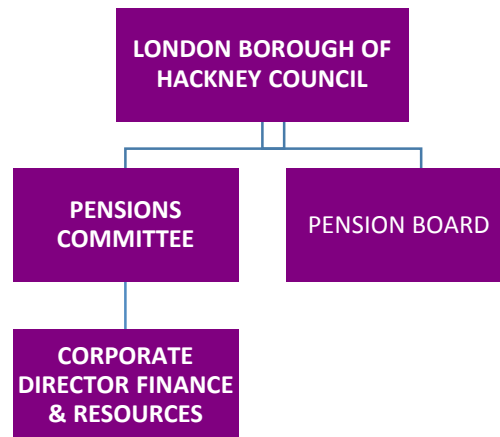 LONDON BOROUGH OF
HACKNEY COUNCIL
PENSIONS
COMMITTEE
PENSION BOARD
CORPORATE
DIRECTOR FINANCE
& RESOURCES